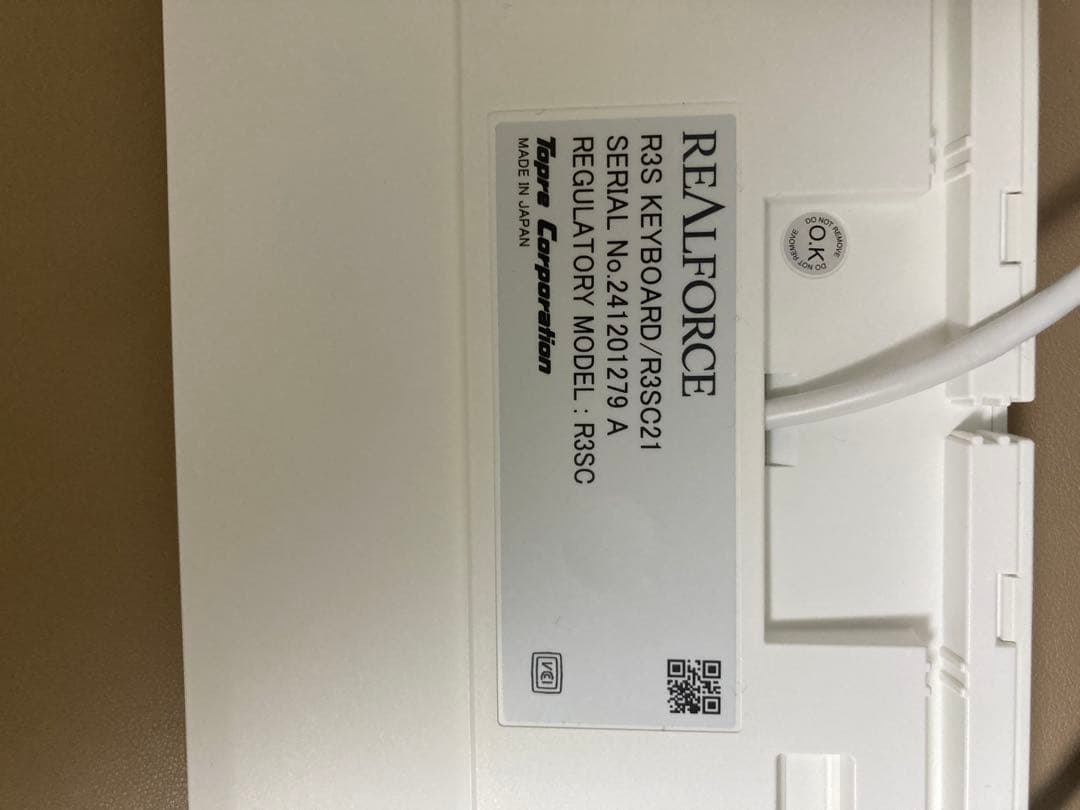 REALFORCE
R3S KEYBOARD/R3SC21
SERIAL No.241201279 A
REGULATORY MODEL : R3SC
Topre Corporation
MADE IN JAPAN
VCI
DO NOT REMOVE
O.K
DO NOT REMOVE